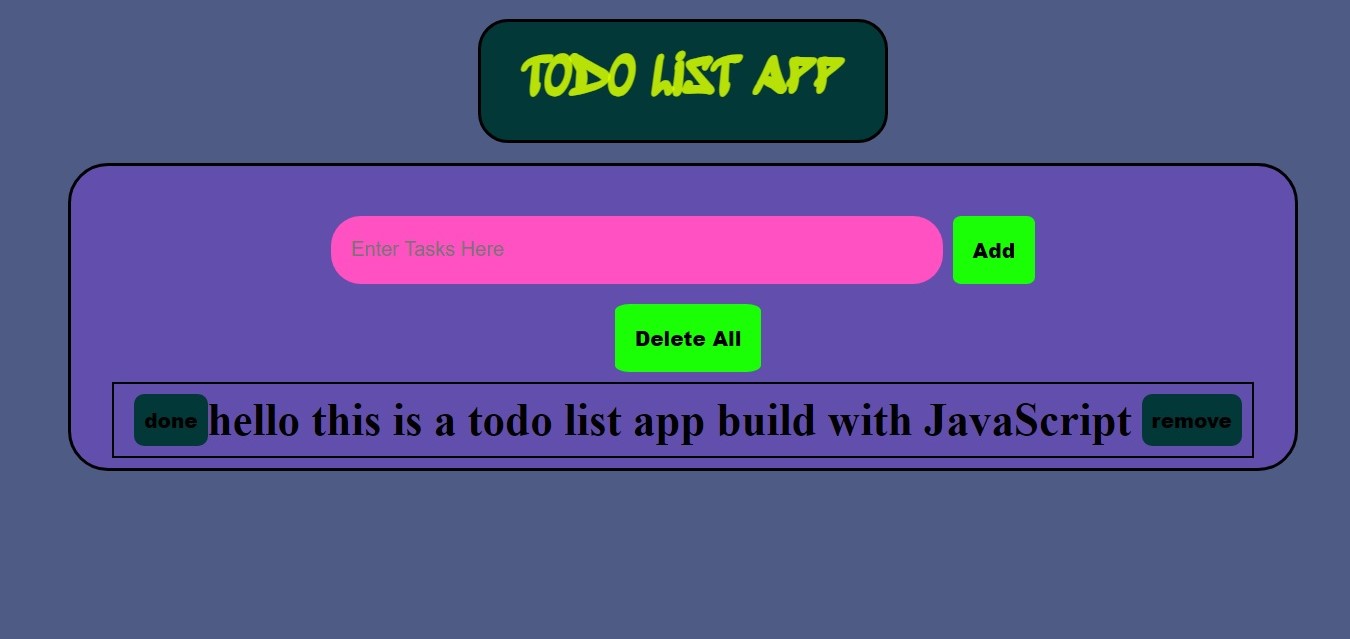 TODO LIST APP
Enter Tasks Here
Add
Delete All
done hello this is a todo list app build with JavaScript remove